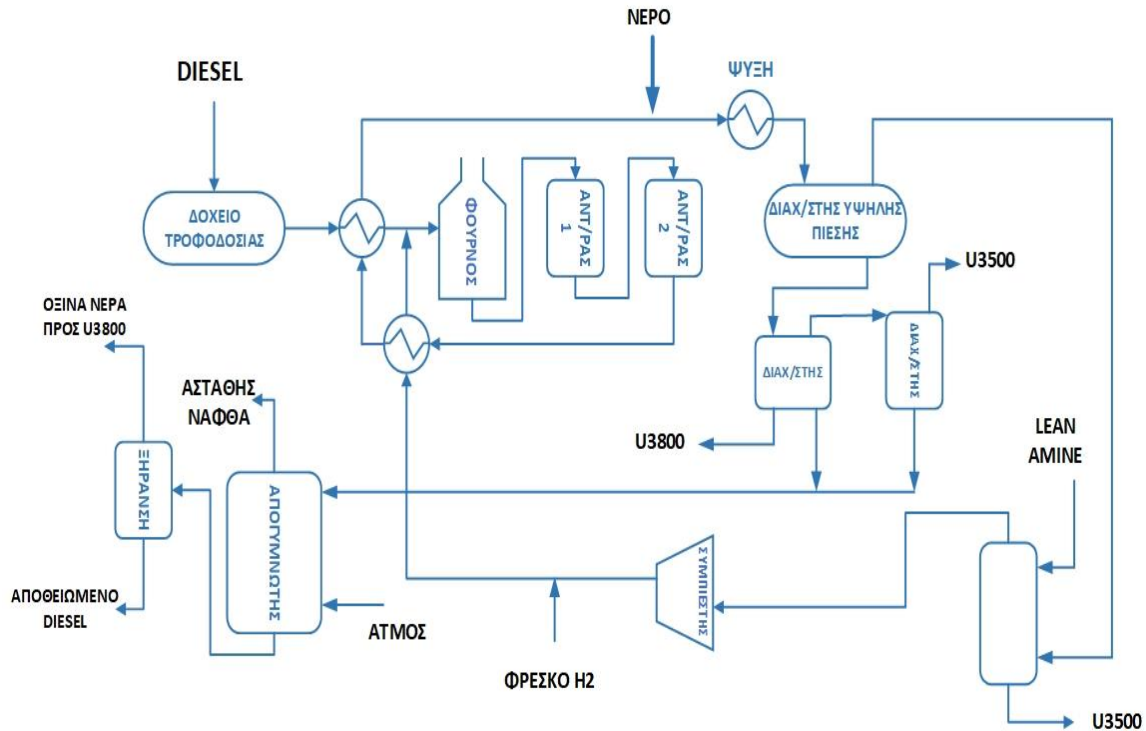 ΝΕΡΟ
DIESEL
ΨΥΞΗ
ΔΟΧΕΙΟ
ΤΡΟΦΟΔΟΣΙΑΣ
ΦΟΥΡΝΟΣ
ΑΝΤ/ΡΑΣ
1
ΑΝΤ/ΡΑΣ
2
ΔΙΑΧ/ΣΤΗΣ ΥΨΗΛΗΣ
ΠΙΕΣΗΣ
U3500
ΟΞΙΝΑ ΝΕΡΑ
ΠΡΟΣ U3800
ΔΙΑΧ/ΣΤΗΣ
ΔΙΑΧ/ΣΤΗΣ
ΑΣΤΑΘΗΣ
ΝΑΦΘΑ
U3800
LEAN
AMINE
ΞΗΡΑΝΣΗ
ΑΠΟΓΥΜΝΩΤΗΣ
ΣΥΜΠΙΕΣΤΗΣ
ΑΠΟΘΕΙΩΜΕΝΟ
DIESEL
ΑΤΜΟΣ
ΦΡΕΣΚΟ Η2
U3500